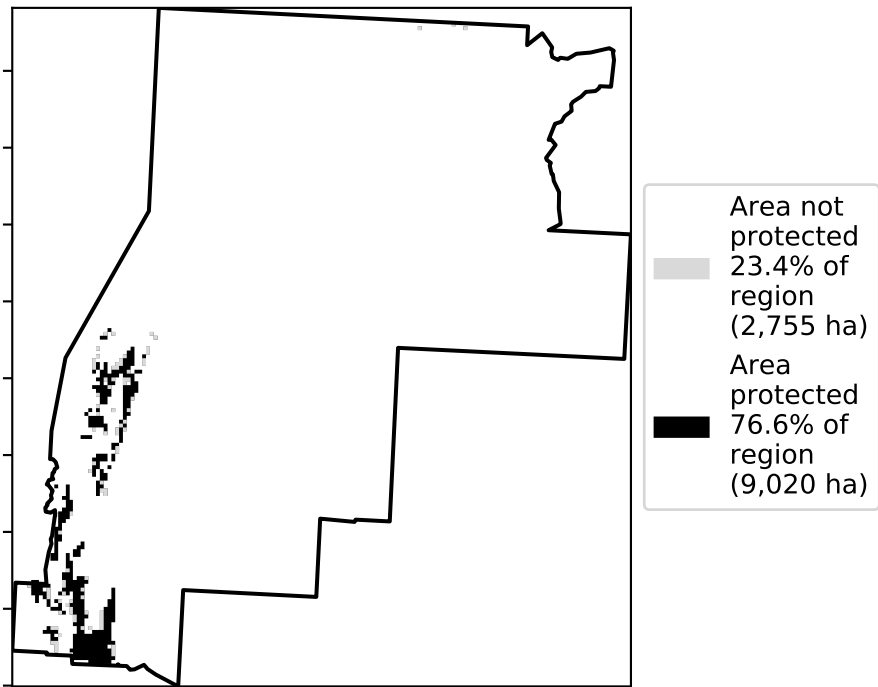 Area not
protected
23.4% of
region
(2,755 ha)
Area
protected
76.6% of
region
(9,020 ha)